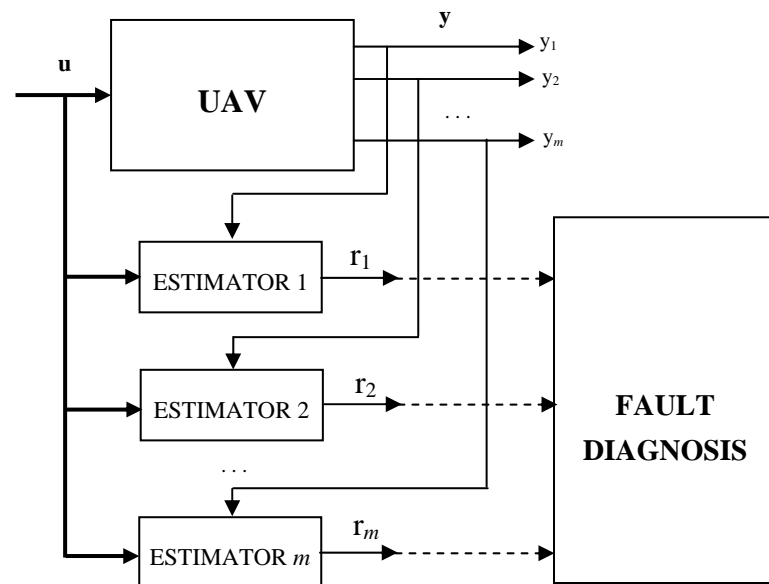 y
y₁
u
UAV
y₂
. . .
yₘ
ESTIMATOR 1
r₁
ESTIMATOR 2
r₂
FAULT
DIAGNOSIS
. . .
ESTIMATOR m
rₘ